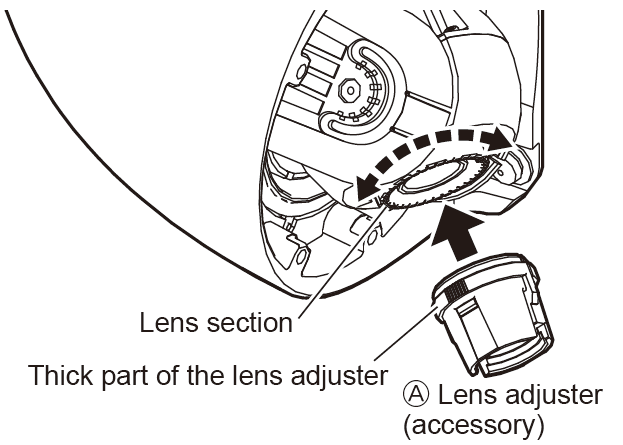 Lens section
Thick part of the lens adjuster
Ⓐ Lens adjuster
(accessory)